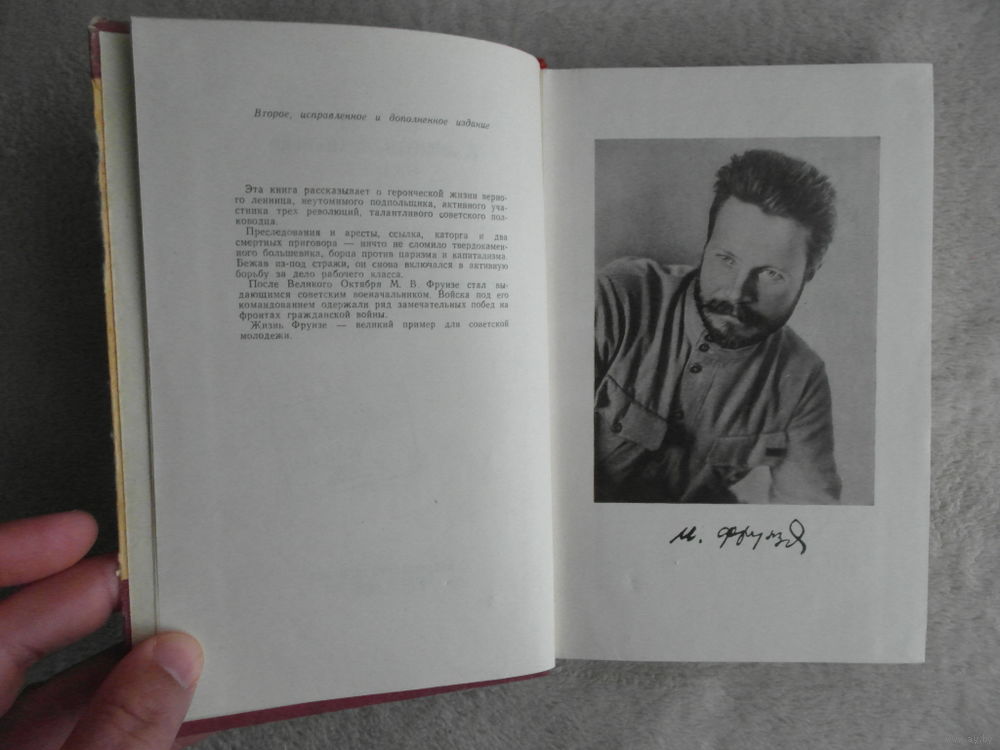 Второе, исправленное и дополненное издание
Эта книга рассказывает о героической жизни верно-
го ленинца, неутомимого подпольщика, активного уча-
стника трех революций, талантливого советского пол-
ководца.
Преследования и аресты, ссылка, каторга и два
смертных приговора — ничто не сломило твердокамен-
ного большевика, борца против царизма и капитализма.
Бежав из-под стражи, он снова включался в активную
борьбу за дело рабочего класса.
После Великого Октября М. В. Фрунзе стал вы-
дающимся советским военачальником. Войска под его
командованием одержали ряд замечательных побед на
фронтах гражданской войны.
Жизнь Фрунзе — великий пример для советской
молодежи.
М. Фрунзе
www.ay.by